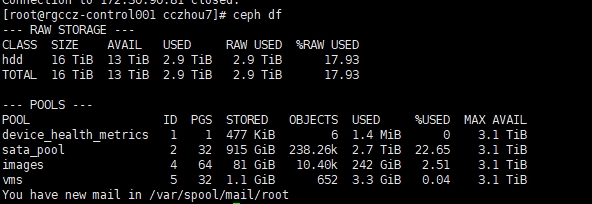 Connection to 172.30.90.81 closed.
[root@rgccz-control001 cczhou7]# ceph df
--- RAW STORAGE ---
CLASS  SIZE    AVAIL   USED     RAW USED  %RAW USED
hdd    16 TiB  13 TiB  2.9 TiB  2.9 TiB   17.93
TOTAL  16 TiB  13 TiB  2.9 TiB  2.9 TiB   17.93
--- POOLS ---
POOL                   ID  PGS  STORED   OBJECTS  USED     %USED  MAX AVAIL
device_health_metrics  1   1    477 KiB  6        1.4 MiB  0      3.1 TiB
sata_pool              2   32   915 GiB  238.26k  2.7 TiB  22.65  3.1 TiB
images                 4   64   81 GiB   10.40k   242 GiB  2.51   3.1 TiB
vms                    5   32   1.1 GiB  652      3.3 GiB  0.04   3.1 TiB
You have new mail in /var/spool/mail/root